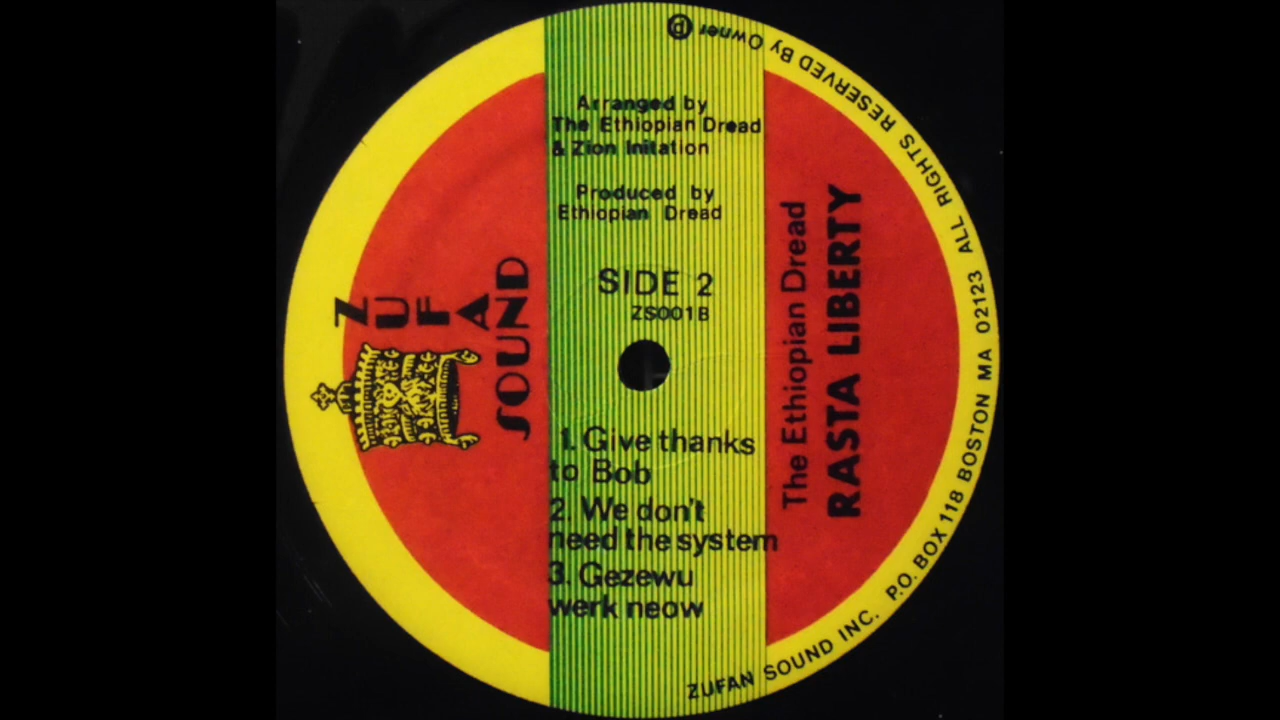 Arranged by
The Ethiopian Dread
& Zion Initation
Produced by
Ethiopian Dread
SIDE 2
ZS001B
1. Give thanks
to Bob
2. We don't
need the system
3. Gezewu
werk neow
ZUFAN
SOUND
The Ethiopian Dread
RASTA LIBERTY
ZUFAN SOUND INC. P.O. BOX 118 BOSTON MA 02123 ALL RIGHTS RESERVED By Owner ℗